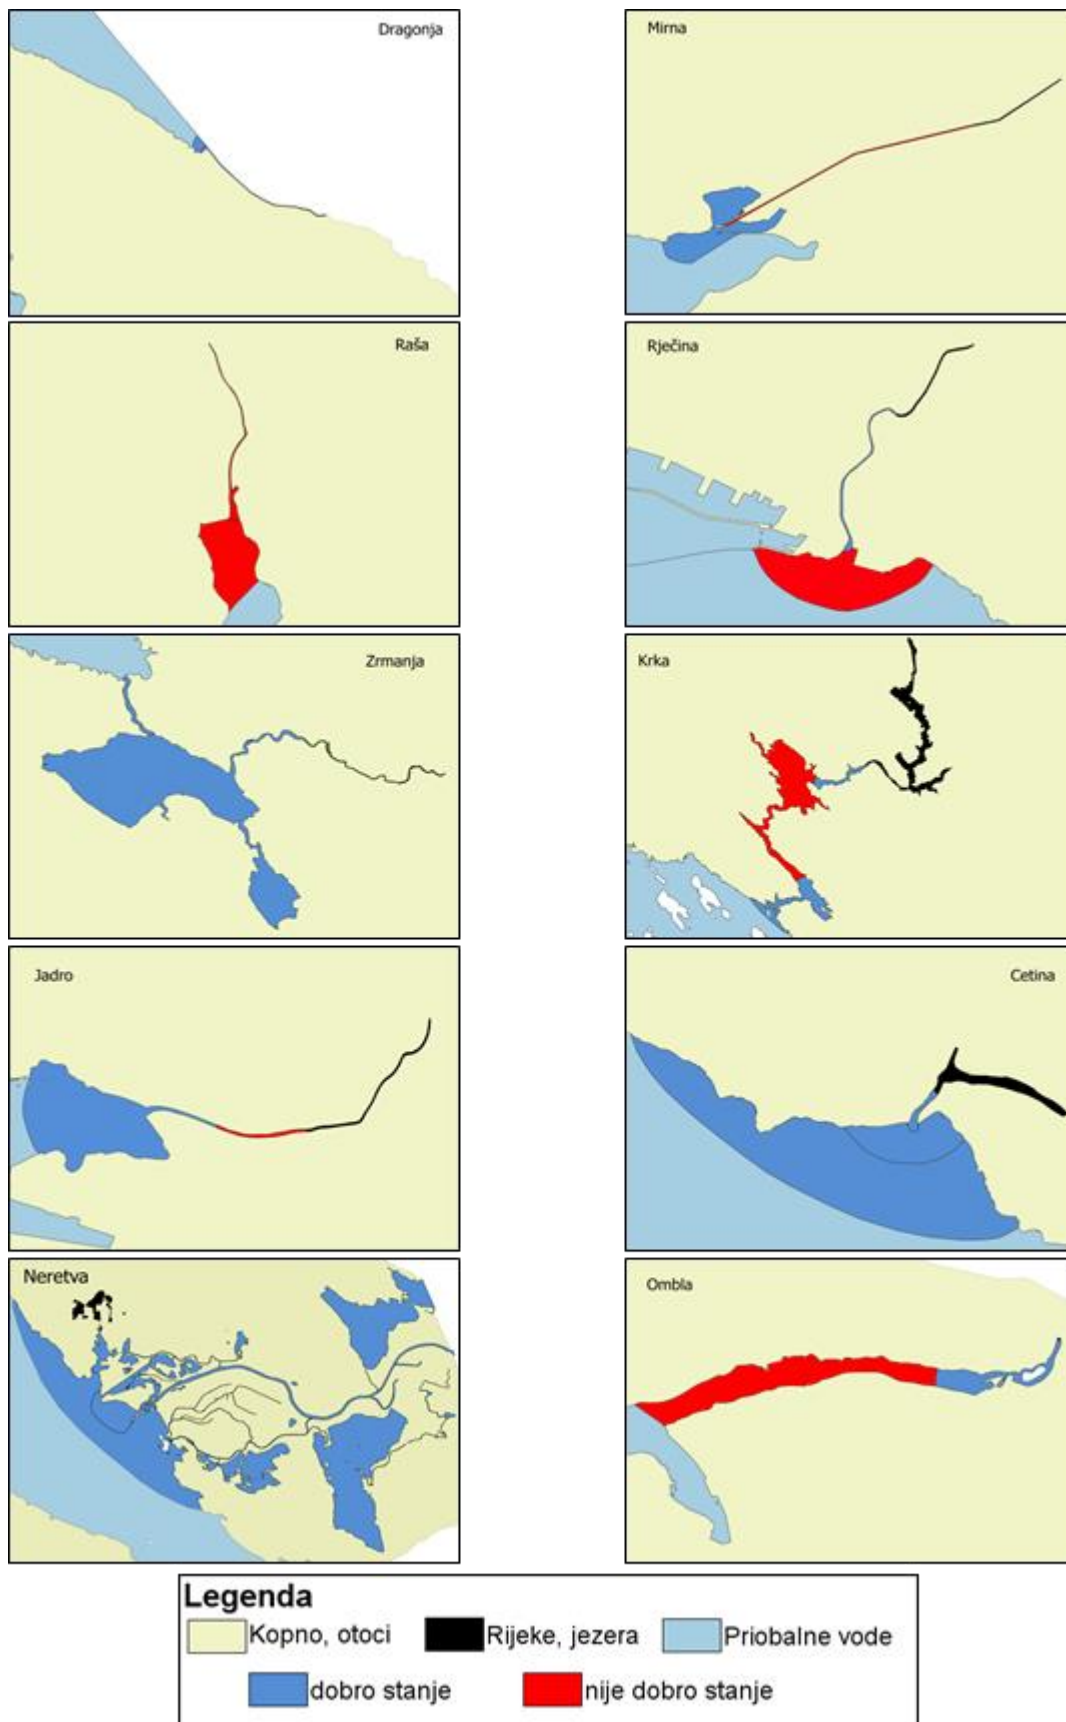 Dragonja
Mirna
Raša
Rječina
Zrmanja
Krka
Jadro
Cetina
Neretva
Ombla
Legenda
Kopno, otoci
Rijeke, jezera
Priobalne vode
dobro stanje
nije dobro stanje